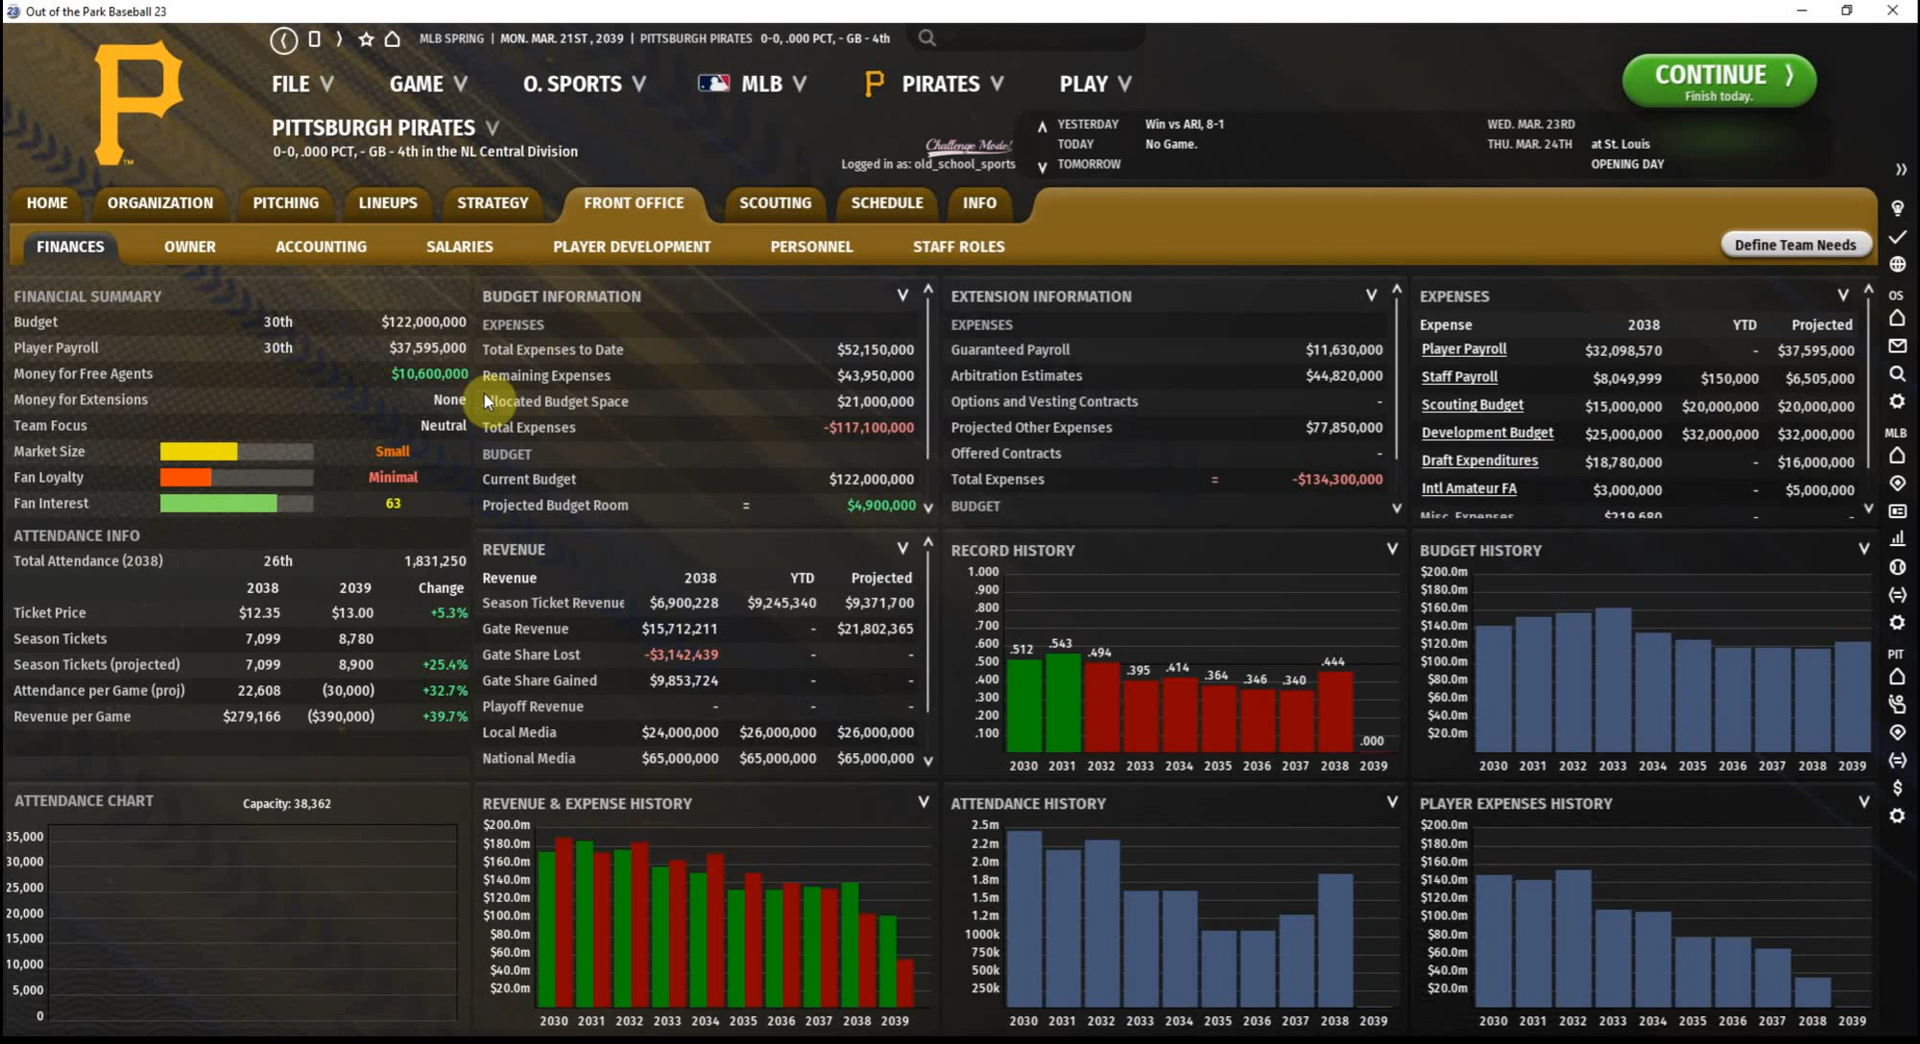 Out of the Park Baseball 23
MLB SPRING | MON. MAR. 21ST, 2039 | PITTSBURGH PIRATES 0-0, .000 PCT, - GB - 4th
FILE GAME O. SPORTS MLB PIRATES PLAY
CONTINUE
Finish today.
PITTSBURGH PIRATES
0-0, .000 PCT, - GB - 4th in the NL Central Division
Challenge Mode!
Logged in as: old_school_sports
YESTERDAY Win vs ARI, 8-1
TODAY No Game.
TOMORROW
WED. MAR. 23RD
THU. MAR. 24TH at St. Louis
OPENING DAY
HOME ORGANIZATION PITCHING LINEUPS STRATEGY FRONT OFFICE SCOUTING SCHEDULE INFO
FINANCES OWNER ACCOUNTING SALARIES PLAYER DEVELOPMENT PERSONNEL STAFF ROLES
Define Team Needs
FINANCIAL SUMMARY
Budget 30th $122,000,000
Player Payroll 30th $37,595,000
Money for Free Agents $10,600,000
Money for Extensions None
Team Focus Neutral
Market Size Small
Fan Loyalty Minimal
Fan Interest 63
ATTENDANCE INFO
Total Attendance (2038) 26th 1,831,250
2038 2039 Change
Ticket Price $12.35 $13.00 +5.3%
Season Tickets 7,099 8,780
Season Tickets (projected) 7,099 8,900 +25.4%
Attendance per Game (proj) 22,608 (30,000) +32.7%
Revenue per Game $279,166 ($390,000) +39.7%
ATTENDANCE CHART Capacity: 38,362
35,000
30,000
25,000
20,000
15,000
10,000
5,000
0
BUDGET INFORMATION
EXPENSES
Total Expenses to Date $52,150,000
Remaining Expenses $43,950,000
located Budget Space $21,000,000
Total Expenses -$117,100,000
BUDGET
Current Budget $122,000,000
Projected Budget Room = $4,900,000
REVENUE
Revenue 2038 YTD Projected
Season Ticket Revenue $6,900,228 $9,245,340 $9,371,700
Gate Revenue $15,712,211 - $21,802,365
Gate Share Lost -$3,142,439 - -
Gate Share Gained $9,853,724 - -
Playoff Revenue - - -
Local Media $24,000,000 $26,000,000 $26,000,000
National Media $65,000,000 $65,000,000 $65,000,000
REVENUE & EXPENSE HISTORY
$200.0m
$180.0m
$160.0m
$140.0m
$120.0m
$100.0m
$80.0m
$60.0m
$40.0m
$20.0m
2030 2031 2032 2033 2034 2035 2036 2037 2038 2039
EXTENSION INFORMATION
EXPENSES
Guaranteed Payroll $11,630,000
Arbitration Estimates $44,820,000
Options and Vesting Contracts -
Projected Other Expenses $77,850,000
Offered Contracts -
Total Expenses = -$134,300,000
BUDGET
RECORD HISTORY
1.000
.900
.800
.700
.600
.500
.400
.300
.200
.100
.512 .543 .494 .395 .414 .364 .346 .340 .444 .000
2030 2031 2032 2033 2034 2035 2036 2037 2038 2039
ATTENDANCE HISTORY
2.5m
2.2m
2.0m
1.8m
1.5m
1.2m
1000k
750k
500k
250k
2030 2031 2032 2033 2034 2035 2036 2037 2038 2039
EXPENSES
Expense 2038 YTD Projected
Player Payroll $32,098,570 - $37,595,000
Staff Payroll $8,049,999 $150,000 $6,505,000
Scouting Budget $15,000,000 $20,000,000 $20,000,000
Development Budget $25,000,000 $32,000,000 $32,000,000
Draft Expenditures $18,780,000 - $16,000,000
Intl Amateur FA $3,000,000 - $5,000,000
Misc. Expenses $219,680 - -
BUDGET HISTORY
$200.0m
$180.0m
$160.0m
$140.0m
$120.0m
$100.0m
$80.0m
$60.0m
$40.0m
$20.0m
2030 2031 2032 2033 2034 2035 2036 2037 2038 2039
PLAYER EXPENSES HISTORY
$200.0m
$180.0m
$160.0m
$140.0m
$120.0m
$100.0m
$80.0m
$60.0m
$40.0m
$20.0m
2030 2031 2032 2033 2034 2035 2036 2037 2038 2039
OS
MLB
PIT